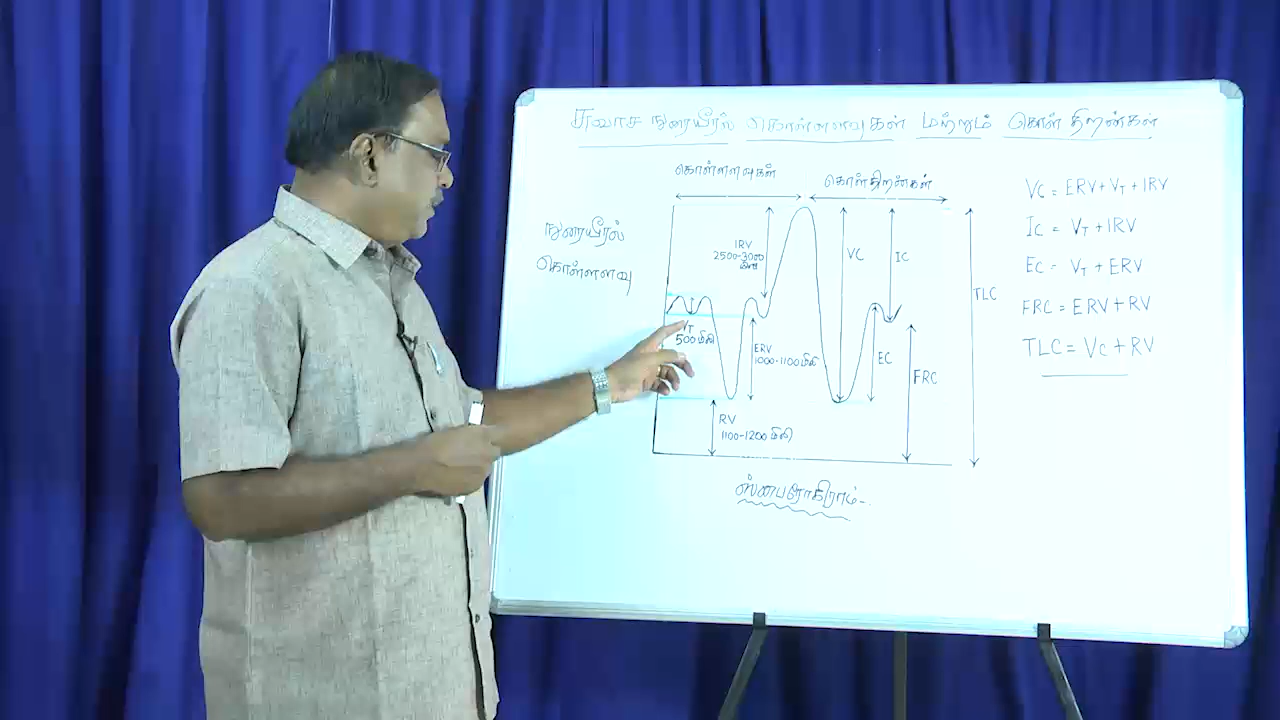 சுவாச நுரையீரல் கொள்ளளவுகள் மற்றும் கொள் திறண்கள்
கொள்ளளவுகள்
கொள்திறண்கள்
நுரையீரல்
கொள்ளளவு
IRV
2500-3000
மிலி
VC
IC
TLC
VT
500 மிலி
ERV
1000-1100 மிலி
EC
FRC
RV
1100-1200 மிலி
ஸ்பைரோகிராம்
VC = ERV + VT + IRV
IC = VT + IRV
EC = VT + ERV
FRC = ERV + RV
TLC = VC + RV